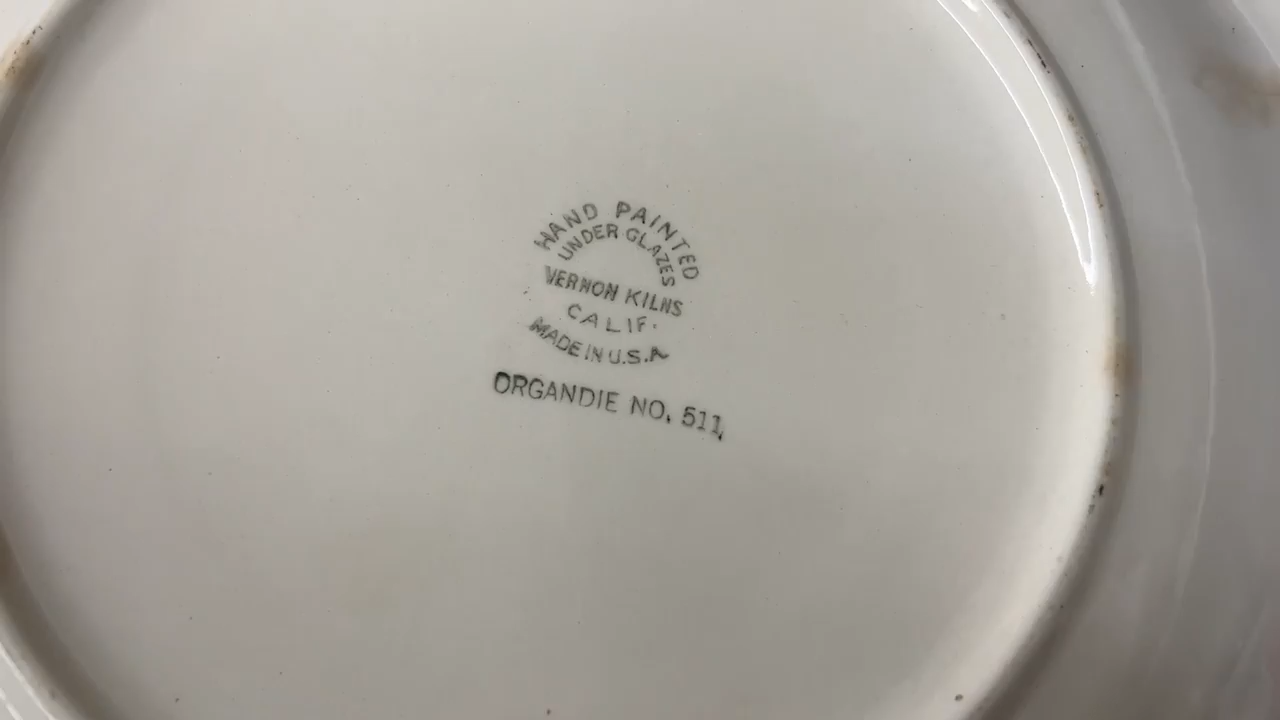 HAND PAINTED
UNDER GLAZES
VERNON KILNS
CALIF.
MADE IN U.S.A
ORGANDIE NO. 511